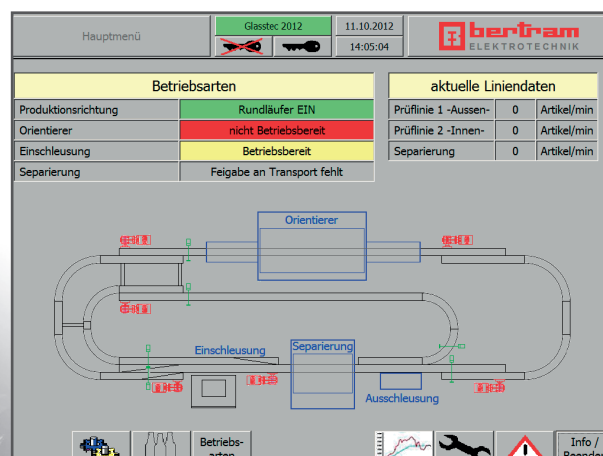 Hauptmenü
Glasstec 2012
11.10.2012
14:05:04
bertram
ELEKTROTECHNIK
Betriebsarten
Produktionsrichtung Rundläufer EIN
Orientierer nicht Betriebsbereit
Einschleusung Betriebsbereit
Separierung Feigabe an Transport fehlt
aktuelle Liniendaten
Prüflinie 1 -Aussen- 0 Artikel/min
Prüflinie 2 -Innen- 0 Artikel/min
Separierung 0 Artikel/min
Orientierer
Einschleusung
Separierung
Ausschleusung
Betriebs-
arten
Info /
Beenden